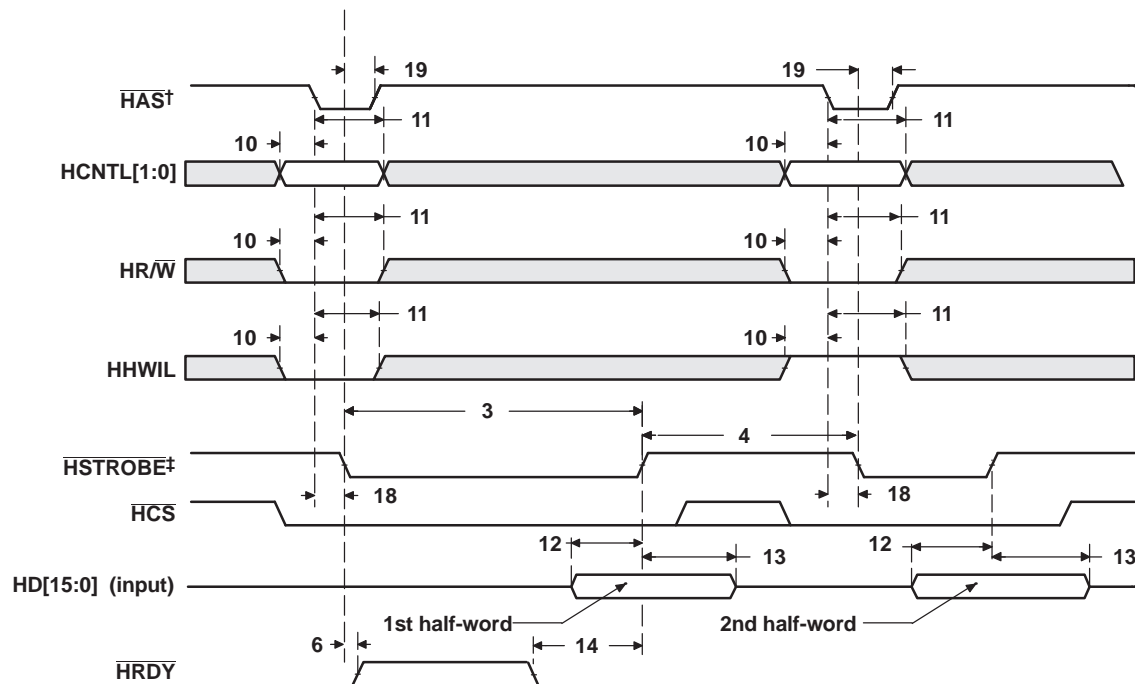 19 19
HAS†
11 11
10 10
HCNTL[1:0]
11 11
10 10
HR/W
11 11
10 10
HHWIL
3
4
HSTROBE‡
18 18
HCS
12 12
13 13
HD[15:0] (input)
1st half-word 2nd half-word
6 14
HRDY